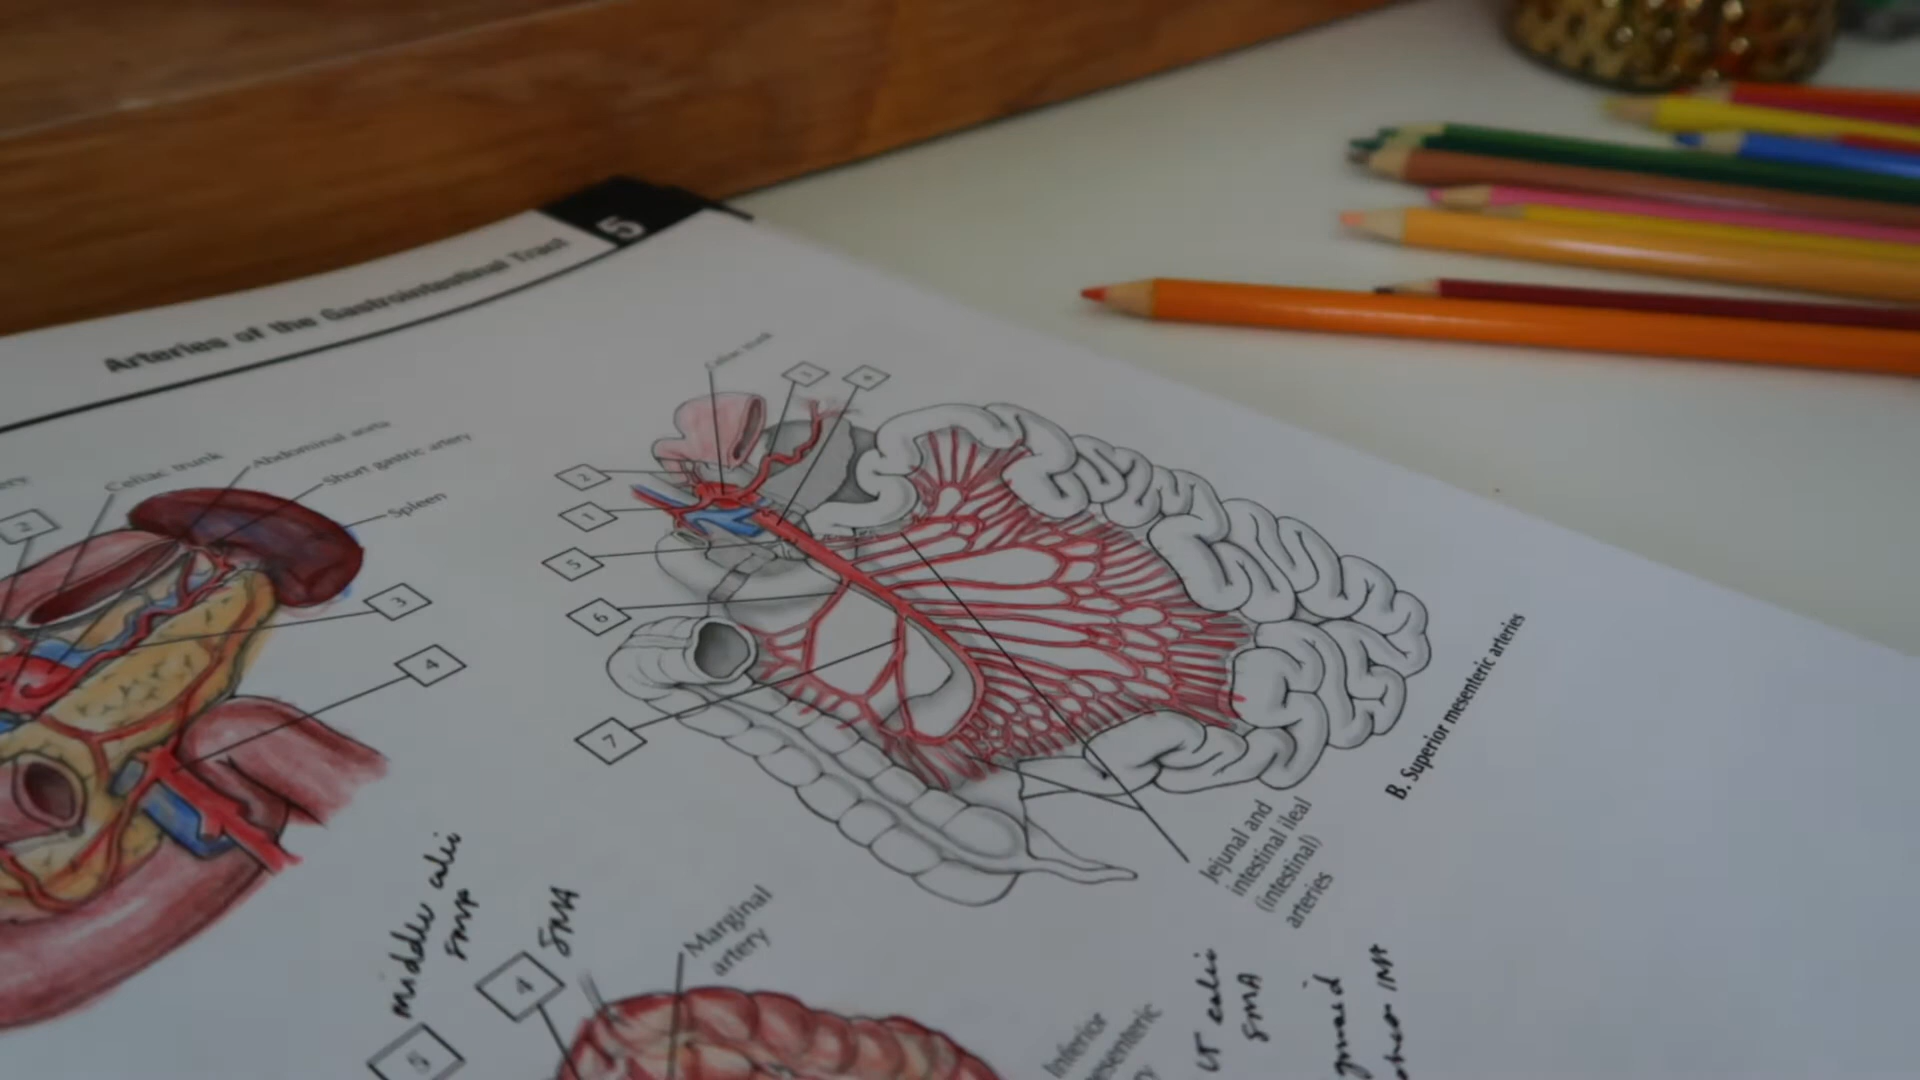 5
Arteries of the Gastrointestinal Tract
Celiac trunk
Abdominal aorta
Short gastric artery
Spleen
2
3
4
Celiac trunk
3
4
2
1
5
6
7
Jejunal and
intestinal ileal
(intestinal)
arteries
B. Superior mesenteric arteries
middle colic
SMA
4
SMA
Marginal
artery
5
Inferior
LT colic
SMA
IMA